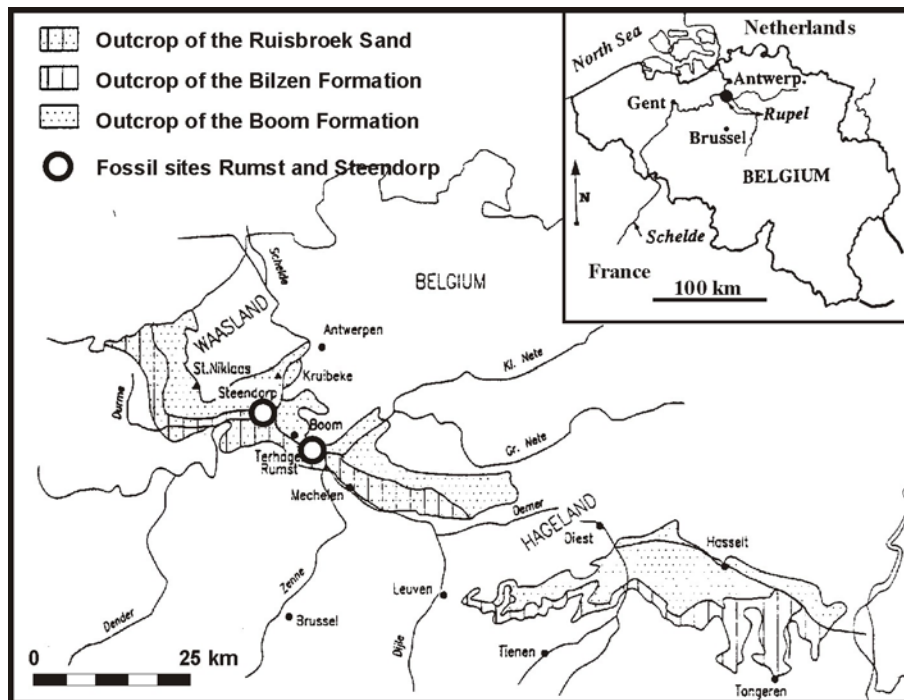 Outcrop of the Ruisbroek Sand
Outcrop of the Bilzen Formation
Outcrop of the Boom Formation
Fossil sites Rumst and Steendorp
North Sea
Netherlands
Antwerp.
Gent
Rupel
Brussel
BELGIUM
N
Schelde
France
100 km
Schelde
BELGIUM
WAASLAND
Antwerpen
St.Niklaas
Kruibeke
Steendorp
Durme
Boom
Terhage
Rumst
Mechelen
Kl. Nete
Gr. Nete
Demer
HAGELAND
Diest
Hasselt
Leuven
Zenne
Dender
Brussel
Dijle
Tienen
Tongeren
0 25 km